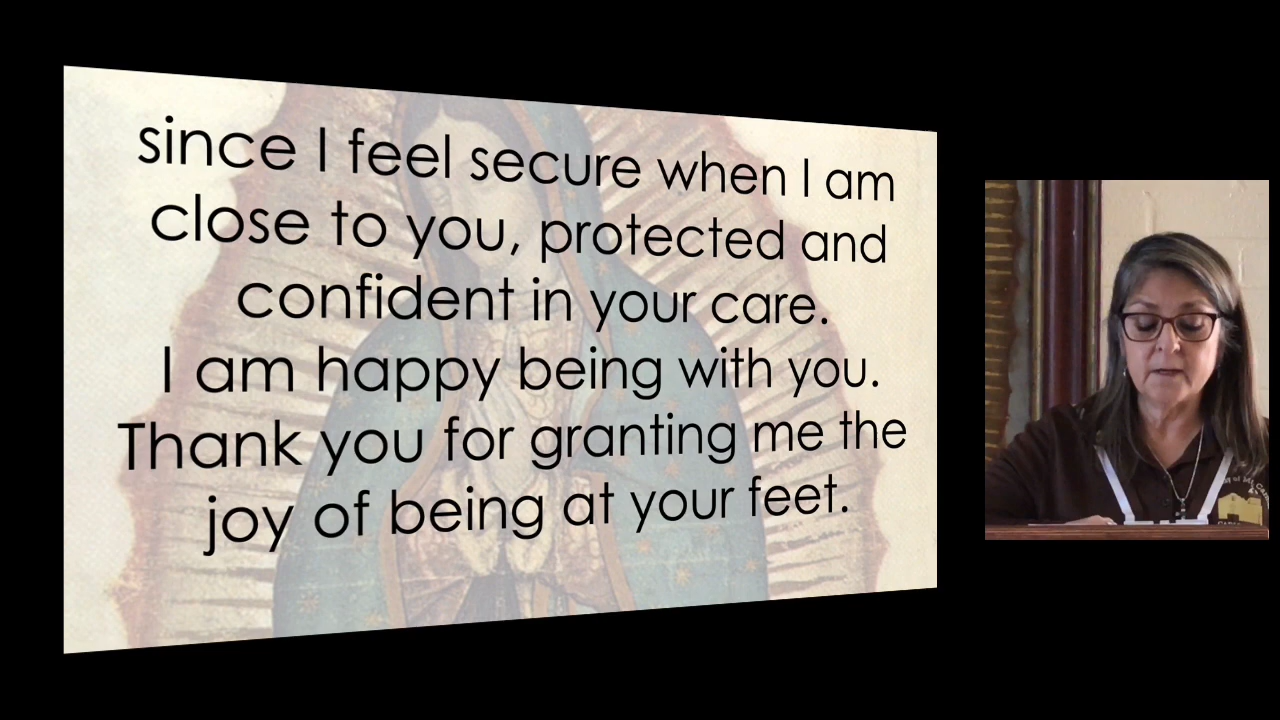 since I feel secure when I am
close to you, protected and
confident in your care.
I am happy being with you.
Thank you for granting me the
joy of being at your feet.